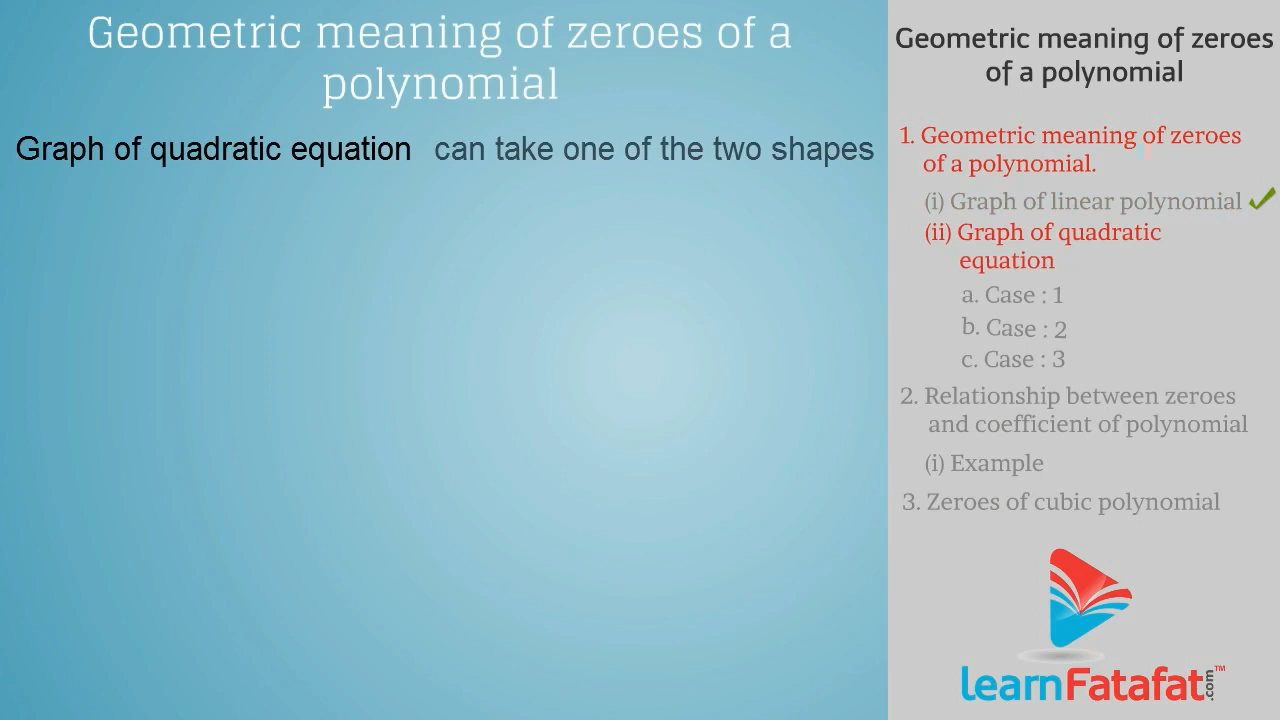 Geometric meaning of zeroes of a
polynomial
Graph of quadratic equation can take one of the two shapes
Geometric meaning of zeroes
of a polynomial
1. Geometric meaning of zeroes
of a polynomial.
(i) Graph of linear polynomial
(ii) Graph of quadratic
equation
a. Case : 1
b. Case : 2
c. Case : 3
2. Relationship between zeroes
and coefficient of polynomial
(i) Example
3. Zeroes of cubic polynomial
learnFatafat.com™